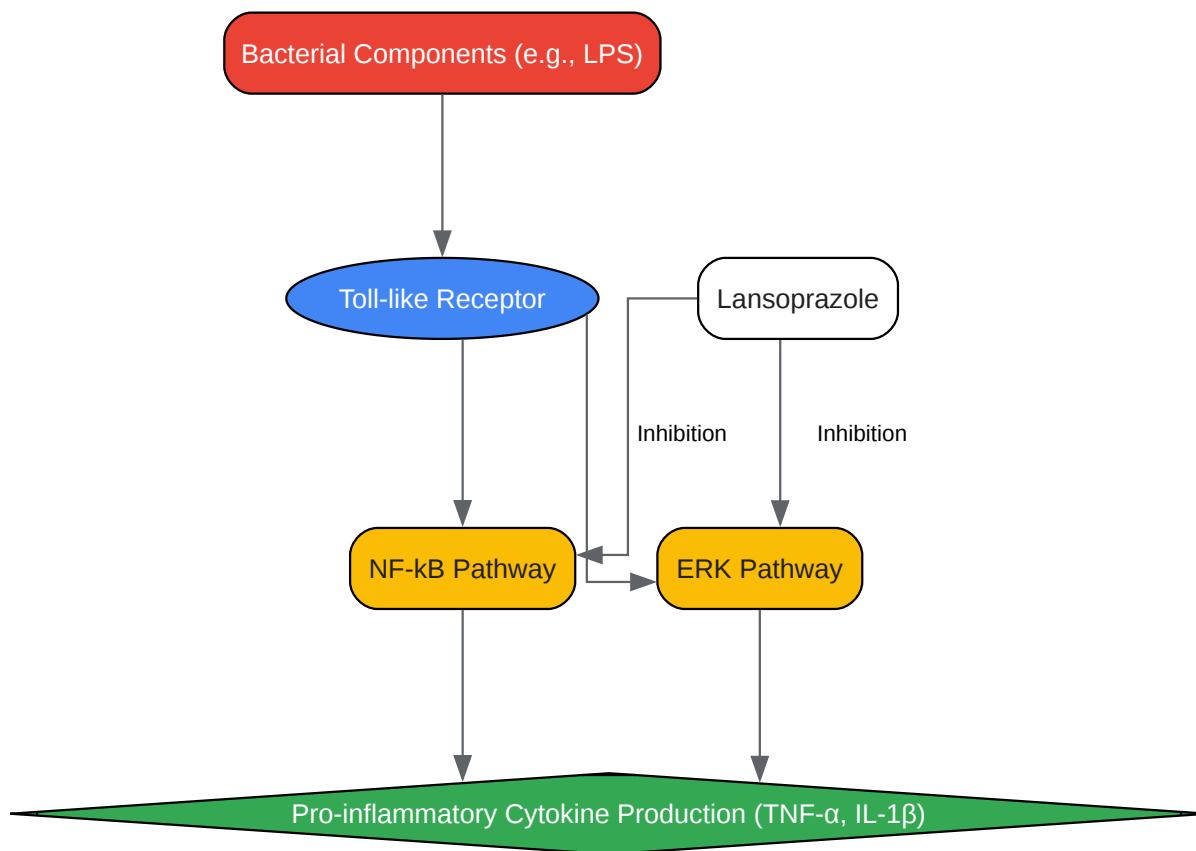 Bacterial Components (e.g., LPS)
Toll-like Receptor
Lansoprazole
Inhibition
Inhibition
NF-kB Pathway
ERK Pathway
Pro-inflammatory Cytokine Production (TNF-α, IL-1β)